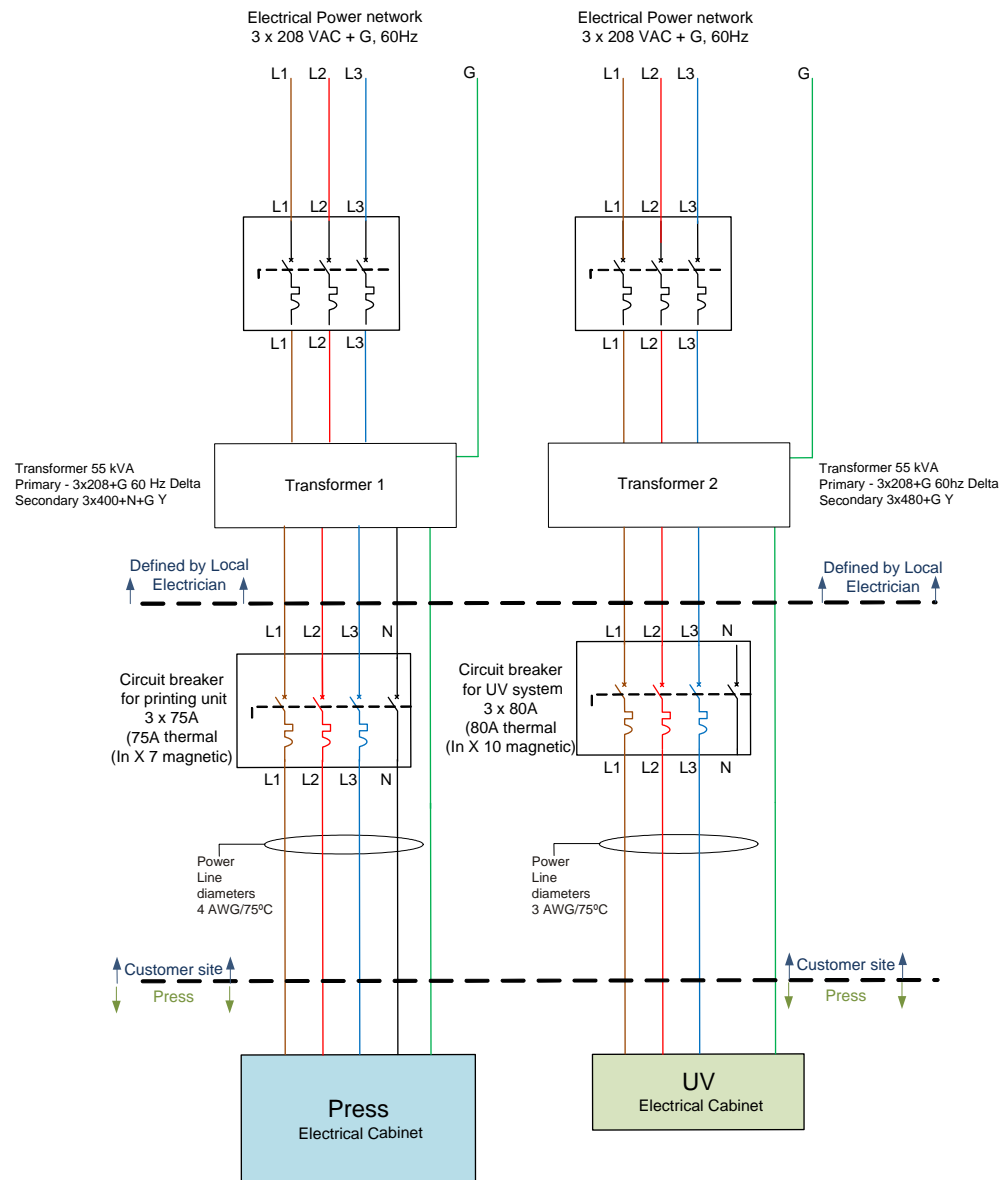 Electrical Power network
3 x 208 VAC + G, 60Hz
L1 L2 L3 G
L1 L2 L3
L1 L2 L3
Transformer 55 kVA
Primary - 3x208+G 60 Hz Delta
Secondary 3x400+N+G Y
Transformer 1
Defined by Local
Electrician
L1 L2 L3 N
Circuit breaker
for printing unit
3 x 75A
(75A thermal
(In X 7 magnetic)
L1 L2 L3 N
Power
Line
diameters
4 AWG/75ºC
Customer site
Press
Press
Electrical Cabinet
Electrical Power network
3 x 208 VAC + G, 60Hz
L1 L2 L3 G
L1 L2 L3
L1 L2 L3
Transformer 2
Transformer 55 kVA
Primary - 3x208+G 60hz Delta
Secondary 3x480+G Y
Defined by Local
Electrician
L1 L2 L3 N
Circuit breaker
for UV system
3 x 80A
(80A thermal
(In X 10 magnetic)
L1 L2 L3 N
Power
Line
diameters
3 AWG/75ºC
Customer site
Press
UV
Electrical Cabinet